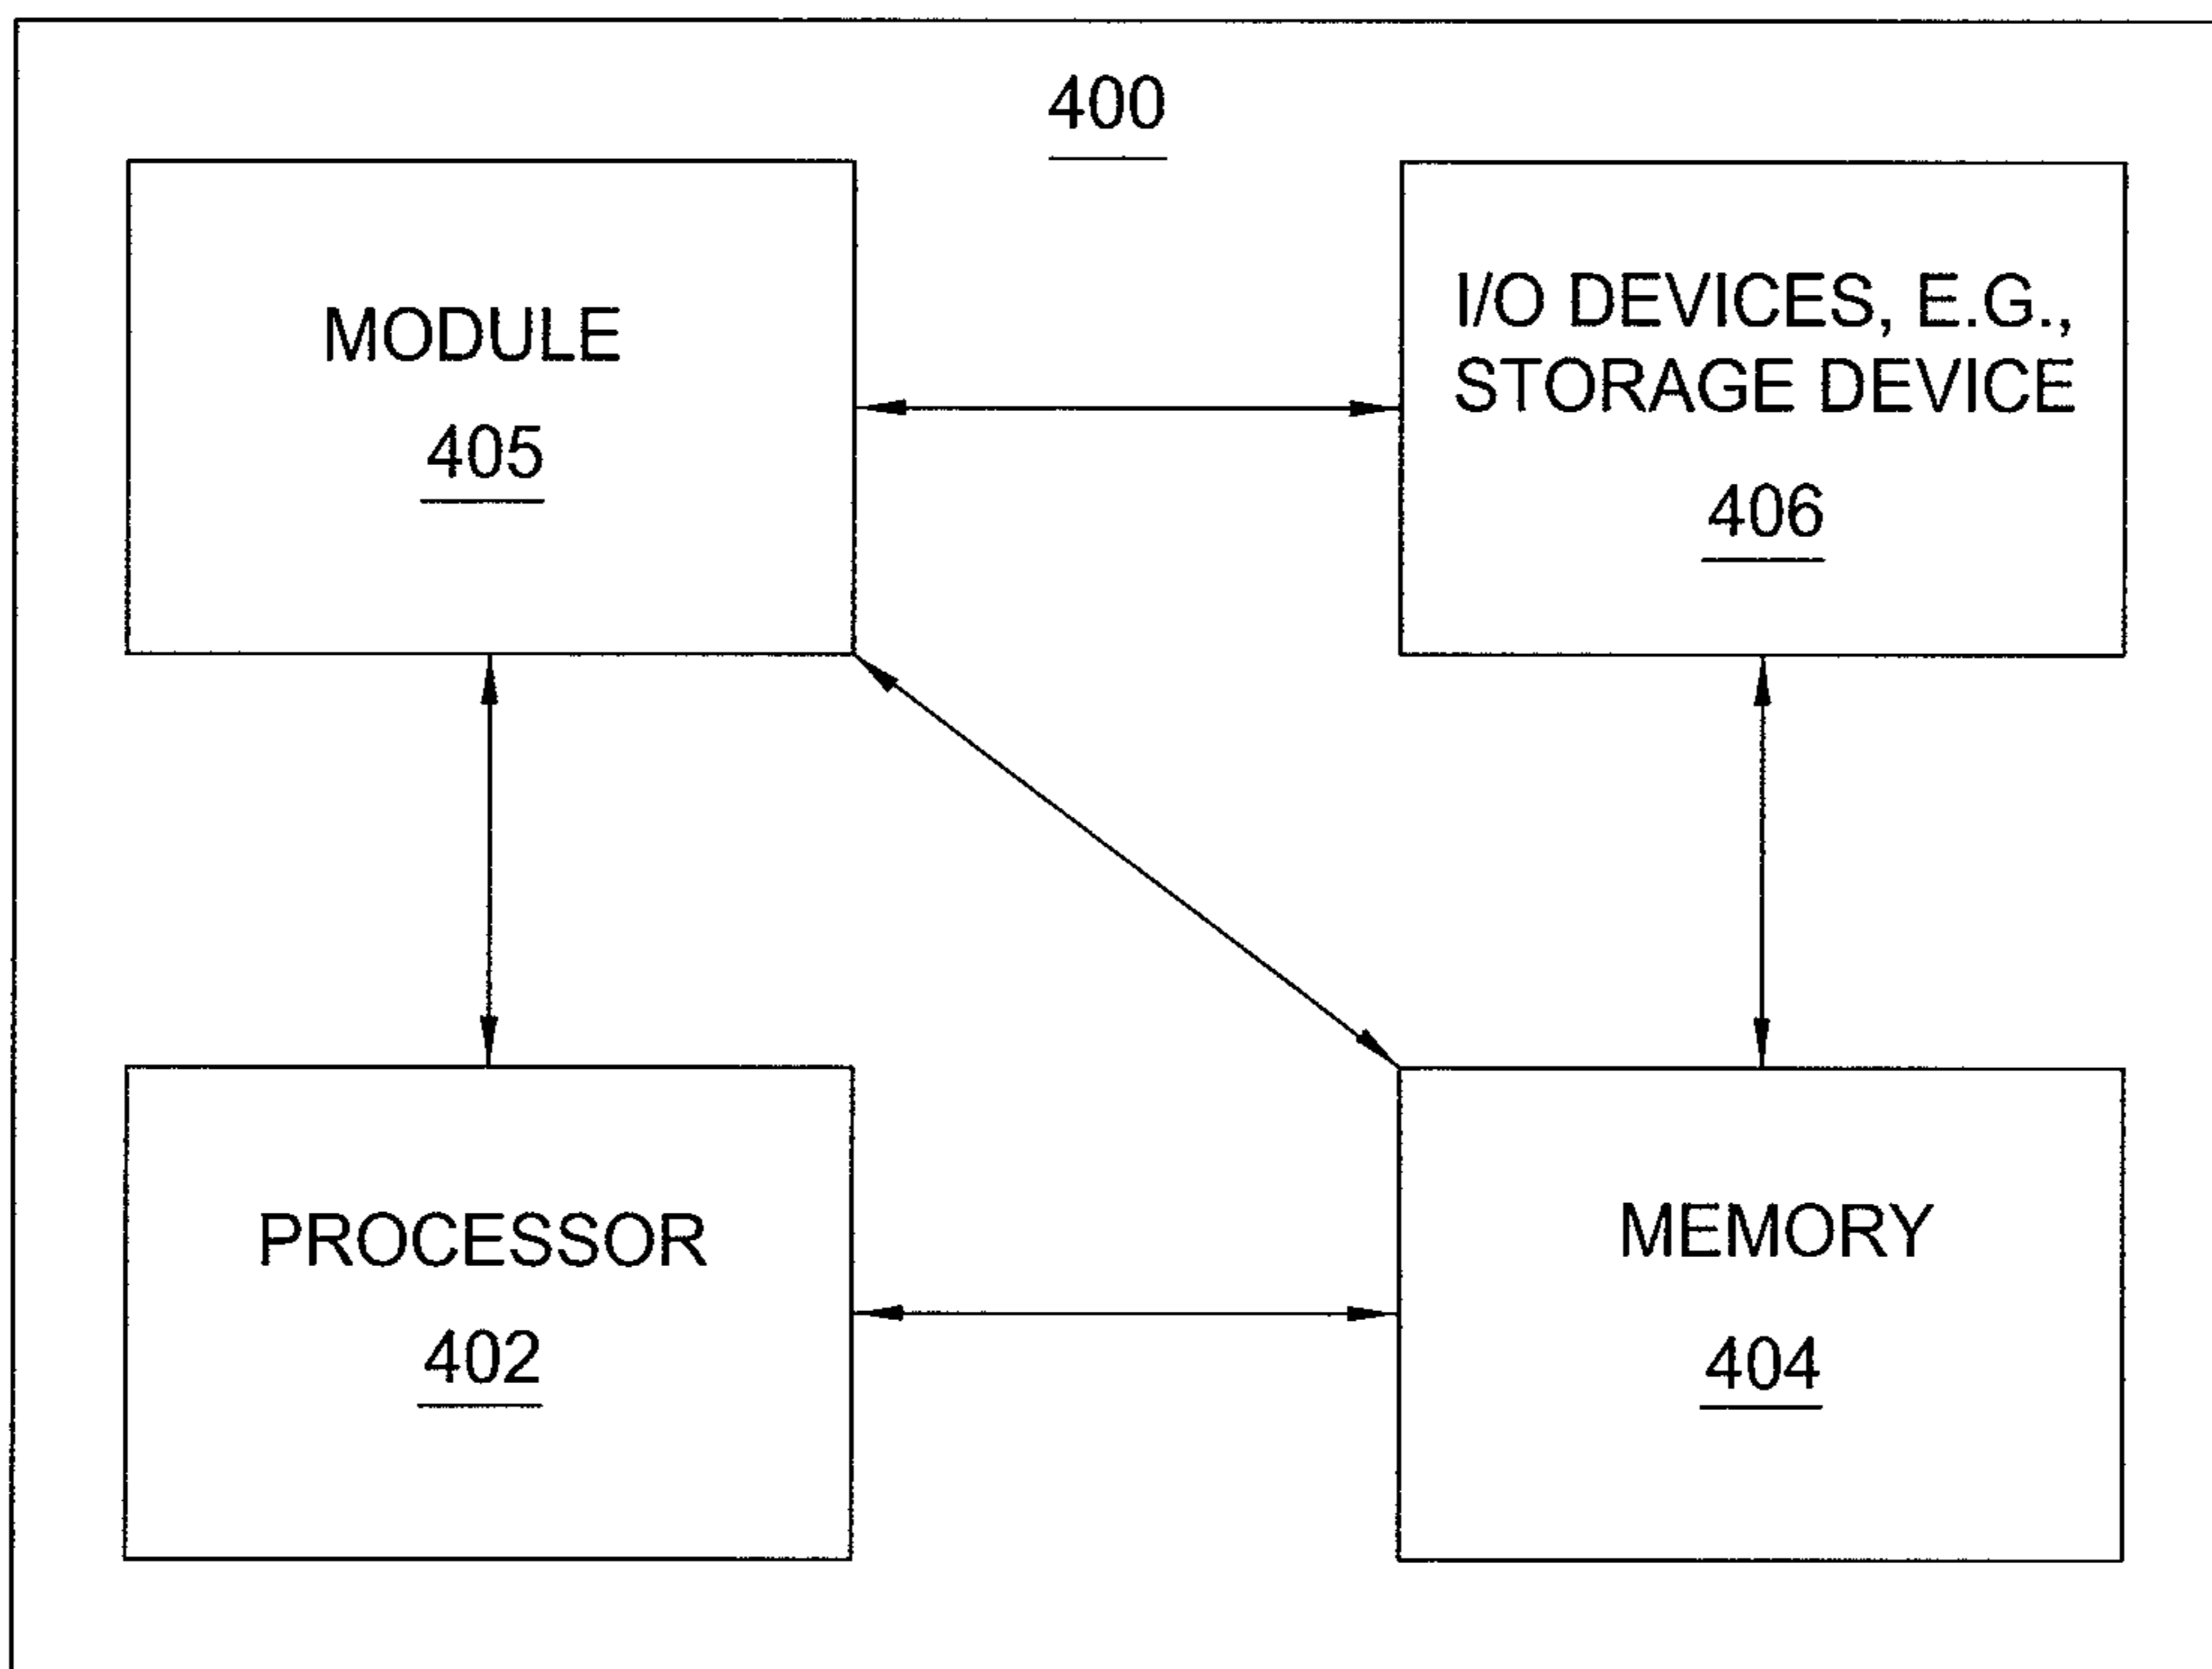 400
MODULE
405
I/O DEVICES, E.G.,
STORAGE DEVICE
406
PROCESSOR
402
MEMORY
404